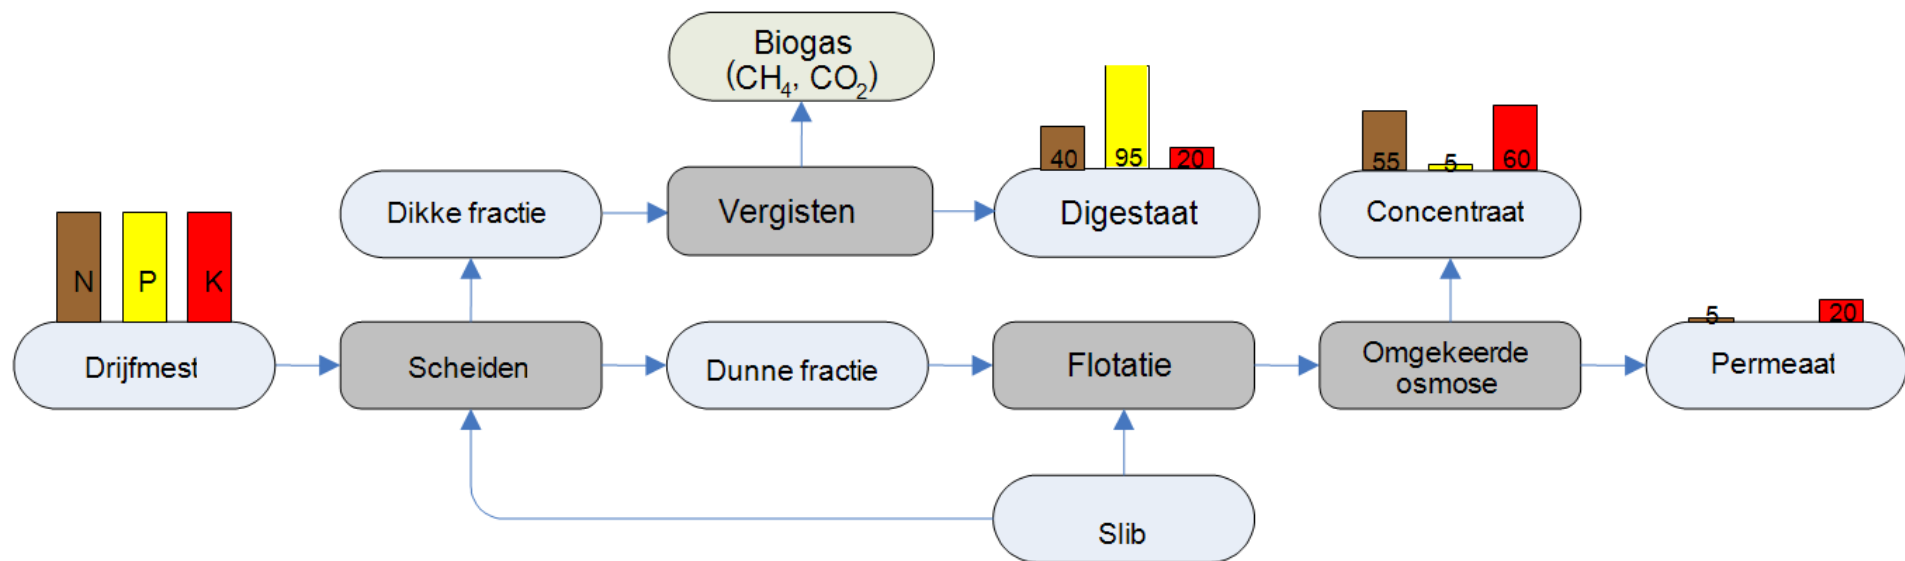 Biogas
(CH₄, CO₂)
40
95
20
55
5
60
Dikke fractie
Vergisten
Digestaat
Concentraat
N
P
K
5
20
Drijfmest
Scheiden
Dunne fractie
Flotatie
Omgekeerde
osmose
Permeaat
Slib